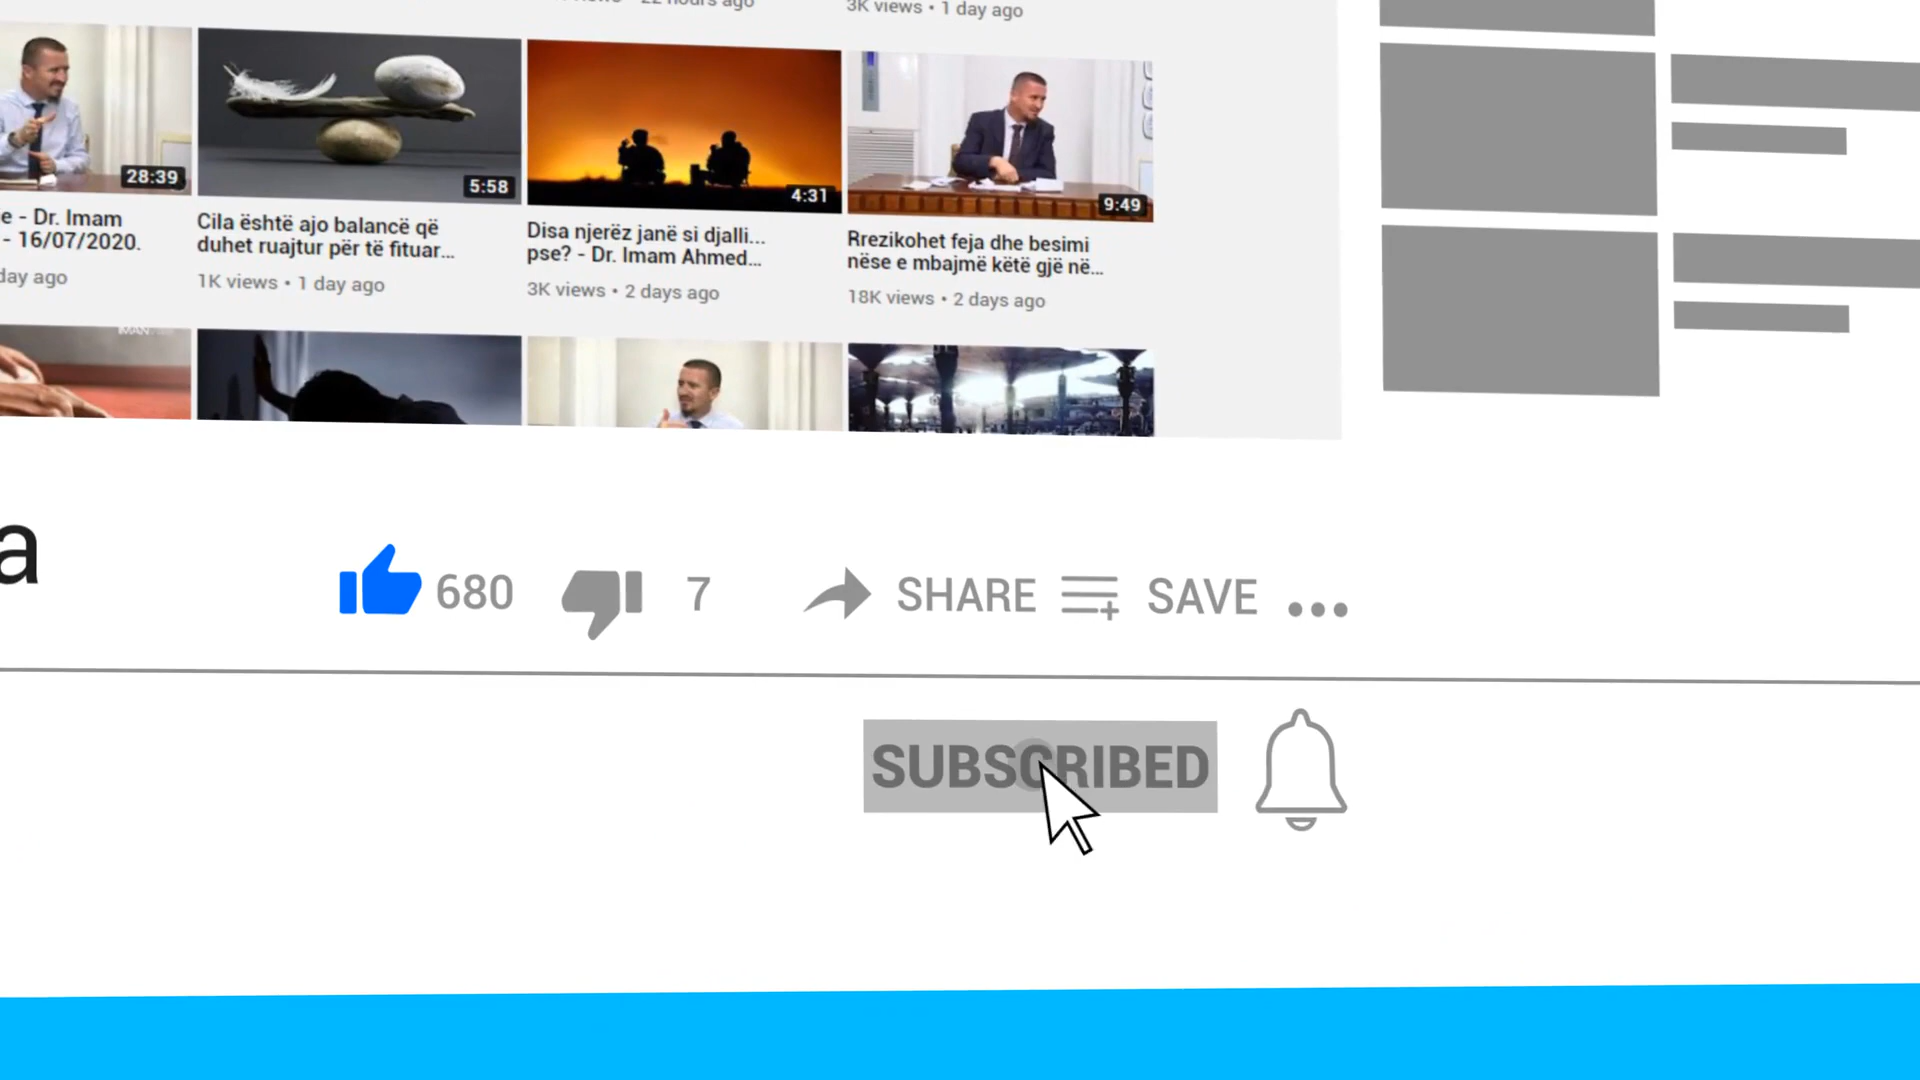 22 hours ago
3K views • 1 day ago
28:39
5:58
4:31
9:49
e - Dr. Imam
- 16/07/2020.
day ago
Cila është ajo balancë që
duhet ruajtur për të fituar...
1K views • 1 day ago
Disa njerëz janë si djalli...
pse? - Dr. Imam Ahmed...
3K views • 2 days ago
Rrezikohet feja dhe besimi
nëse e mbajmë këtë gjë në...
18K views • 2 days ago
a
680
7
SHARE
SAVE
SUBSCRIBED